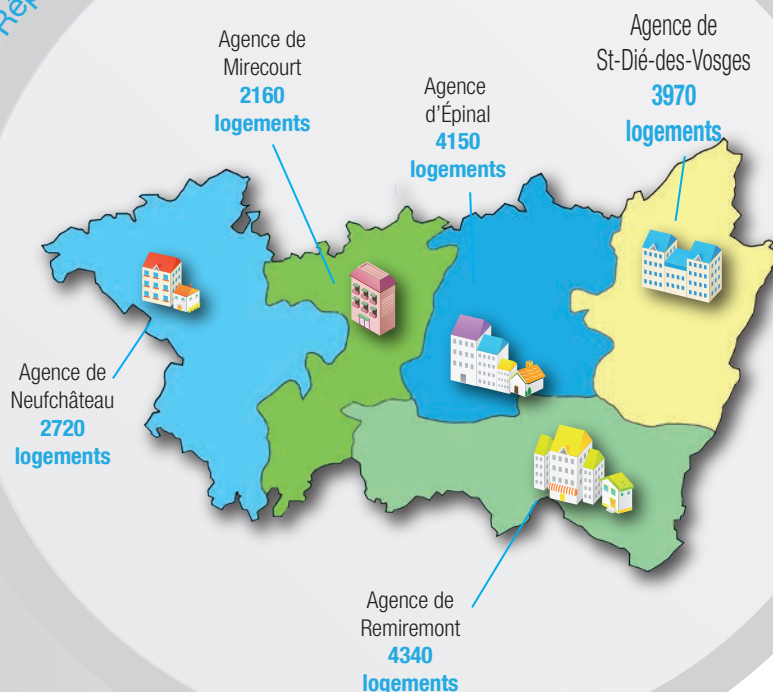 Rép
Agence de
Mirecourt
2160
logements
Agence
d'Épinal
4150
logements
Agence de
St-Dié-des-Vosges
3970
logements
Agence de
Neufchâteau
2720
logements
Agence de
Remiremont
4340
logements